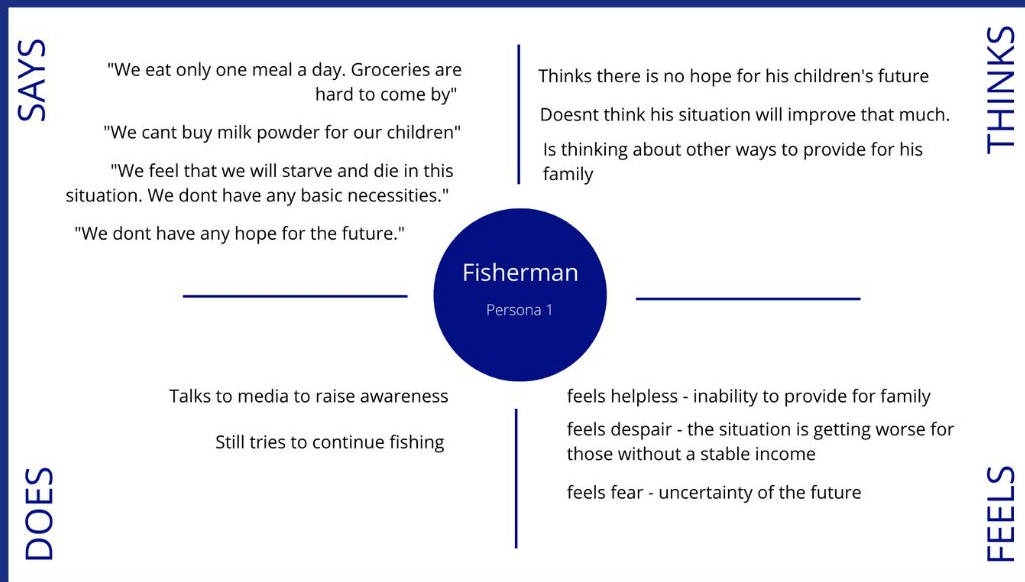 SAYS
"We eat only one meal a day. Groceries are
hard to come by"
"We cant buy milk powder for our children"
"We feel that we will starve and die in this
situation. We dont have any basic necessities."
"We dont have any hope for the future."
THINKS
Thinks there is no hope for his children's future
Doesnt think his situation will improve that much.
Is thinking about other ways to provide for his
family
Fisherman
Persona 1
DOES
Talks to media to raise awareness
Still tries to continue fishing
FEELS
feels helpless - inability to provide for family
feels despair - the situation is getting worse for
those without a stable income
feels fear - uncertainty of the future